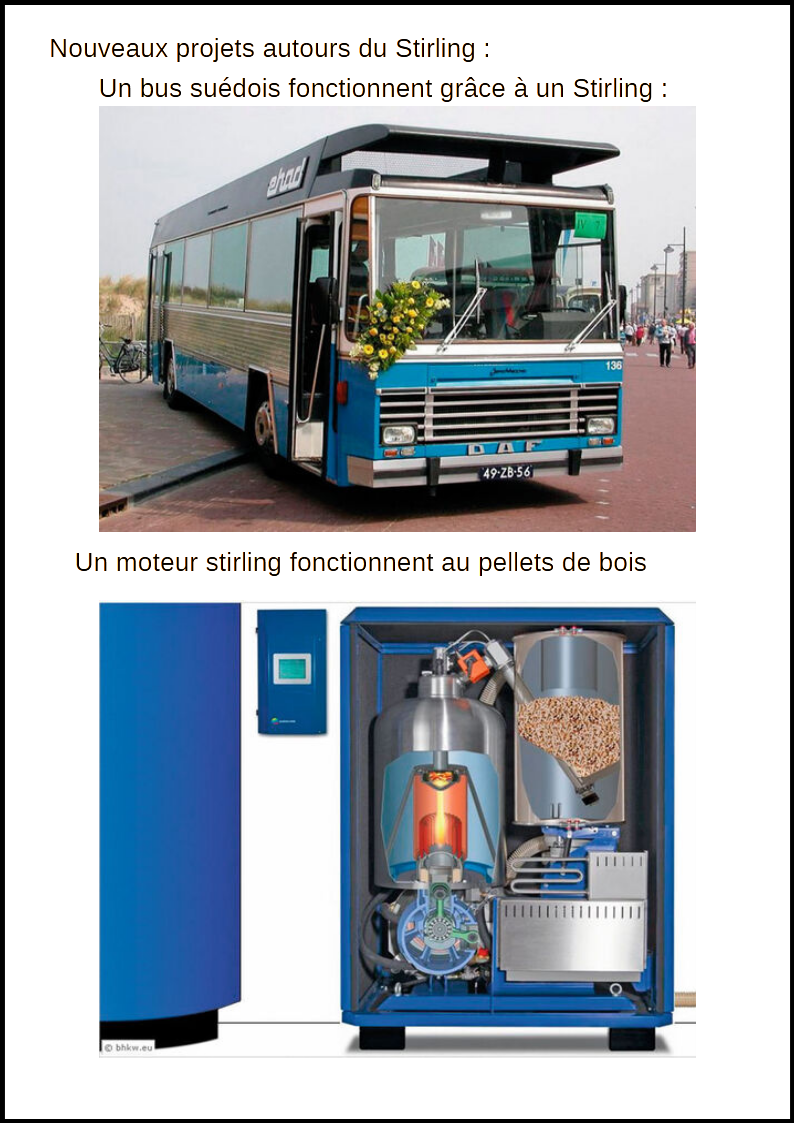 Nouveaux projets autours du Stirling :
Un bus suédois fonctionnent grâce à un Stirling :
136
DAF
49-ZB-56
Un moteur stirling fonctionnent au pellets de bois
© bhkw.eu